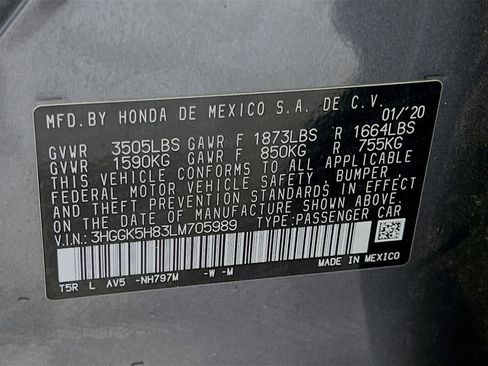 MFD.BY HONDA DE MEXICO S.A. DE C.V. 01/'20
GVWR 3505LBS GAWR F 1873LBS R 1664LBS
GVWR 1590KG GAWR F 850KG R 755KG
THIS VEHICLE CONFORMS TO ALL APPLICABLE
FEDERAL MOTOR VEHICLE SAFETY, BUMPER,
AND THEFT PREVENTION STANDARDS IN EFFECT
ON THE DATE OF MANUFACTURE SHOWN ABOVE.
V.I.N.: 3HGGK5H83LM705989 TYPE:PASSENGER CAR
T5R L AV5 -NH797M -W -M MADE IN MEXICO